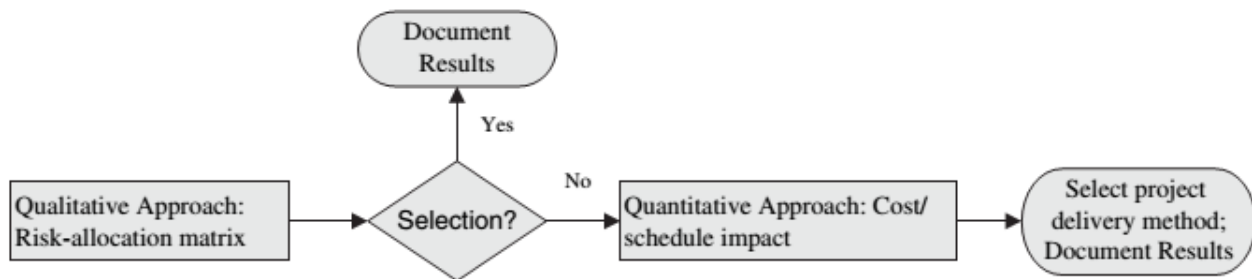 Document
Results
Yes
Qualitative Approach:
Risk-allocation matrix
Selection?
No
Quantitative Approach: Cost/
schedule impact
Select project
delivery method;
Document Results